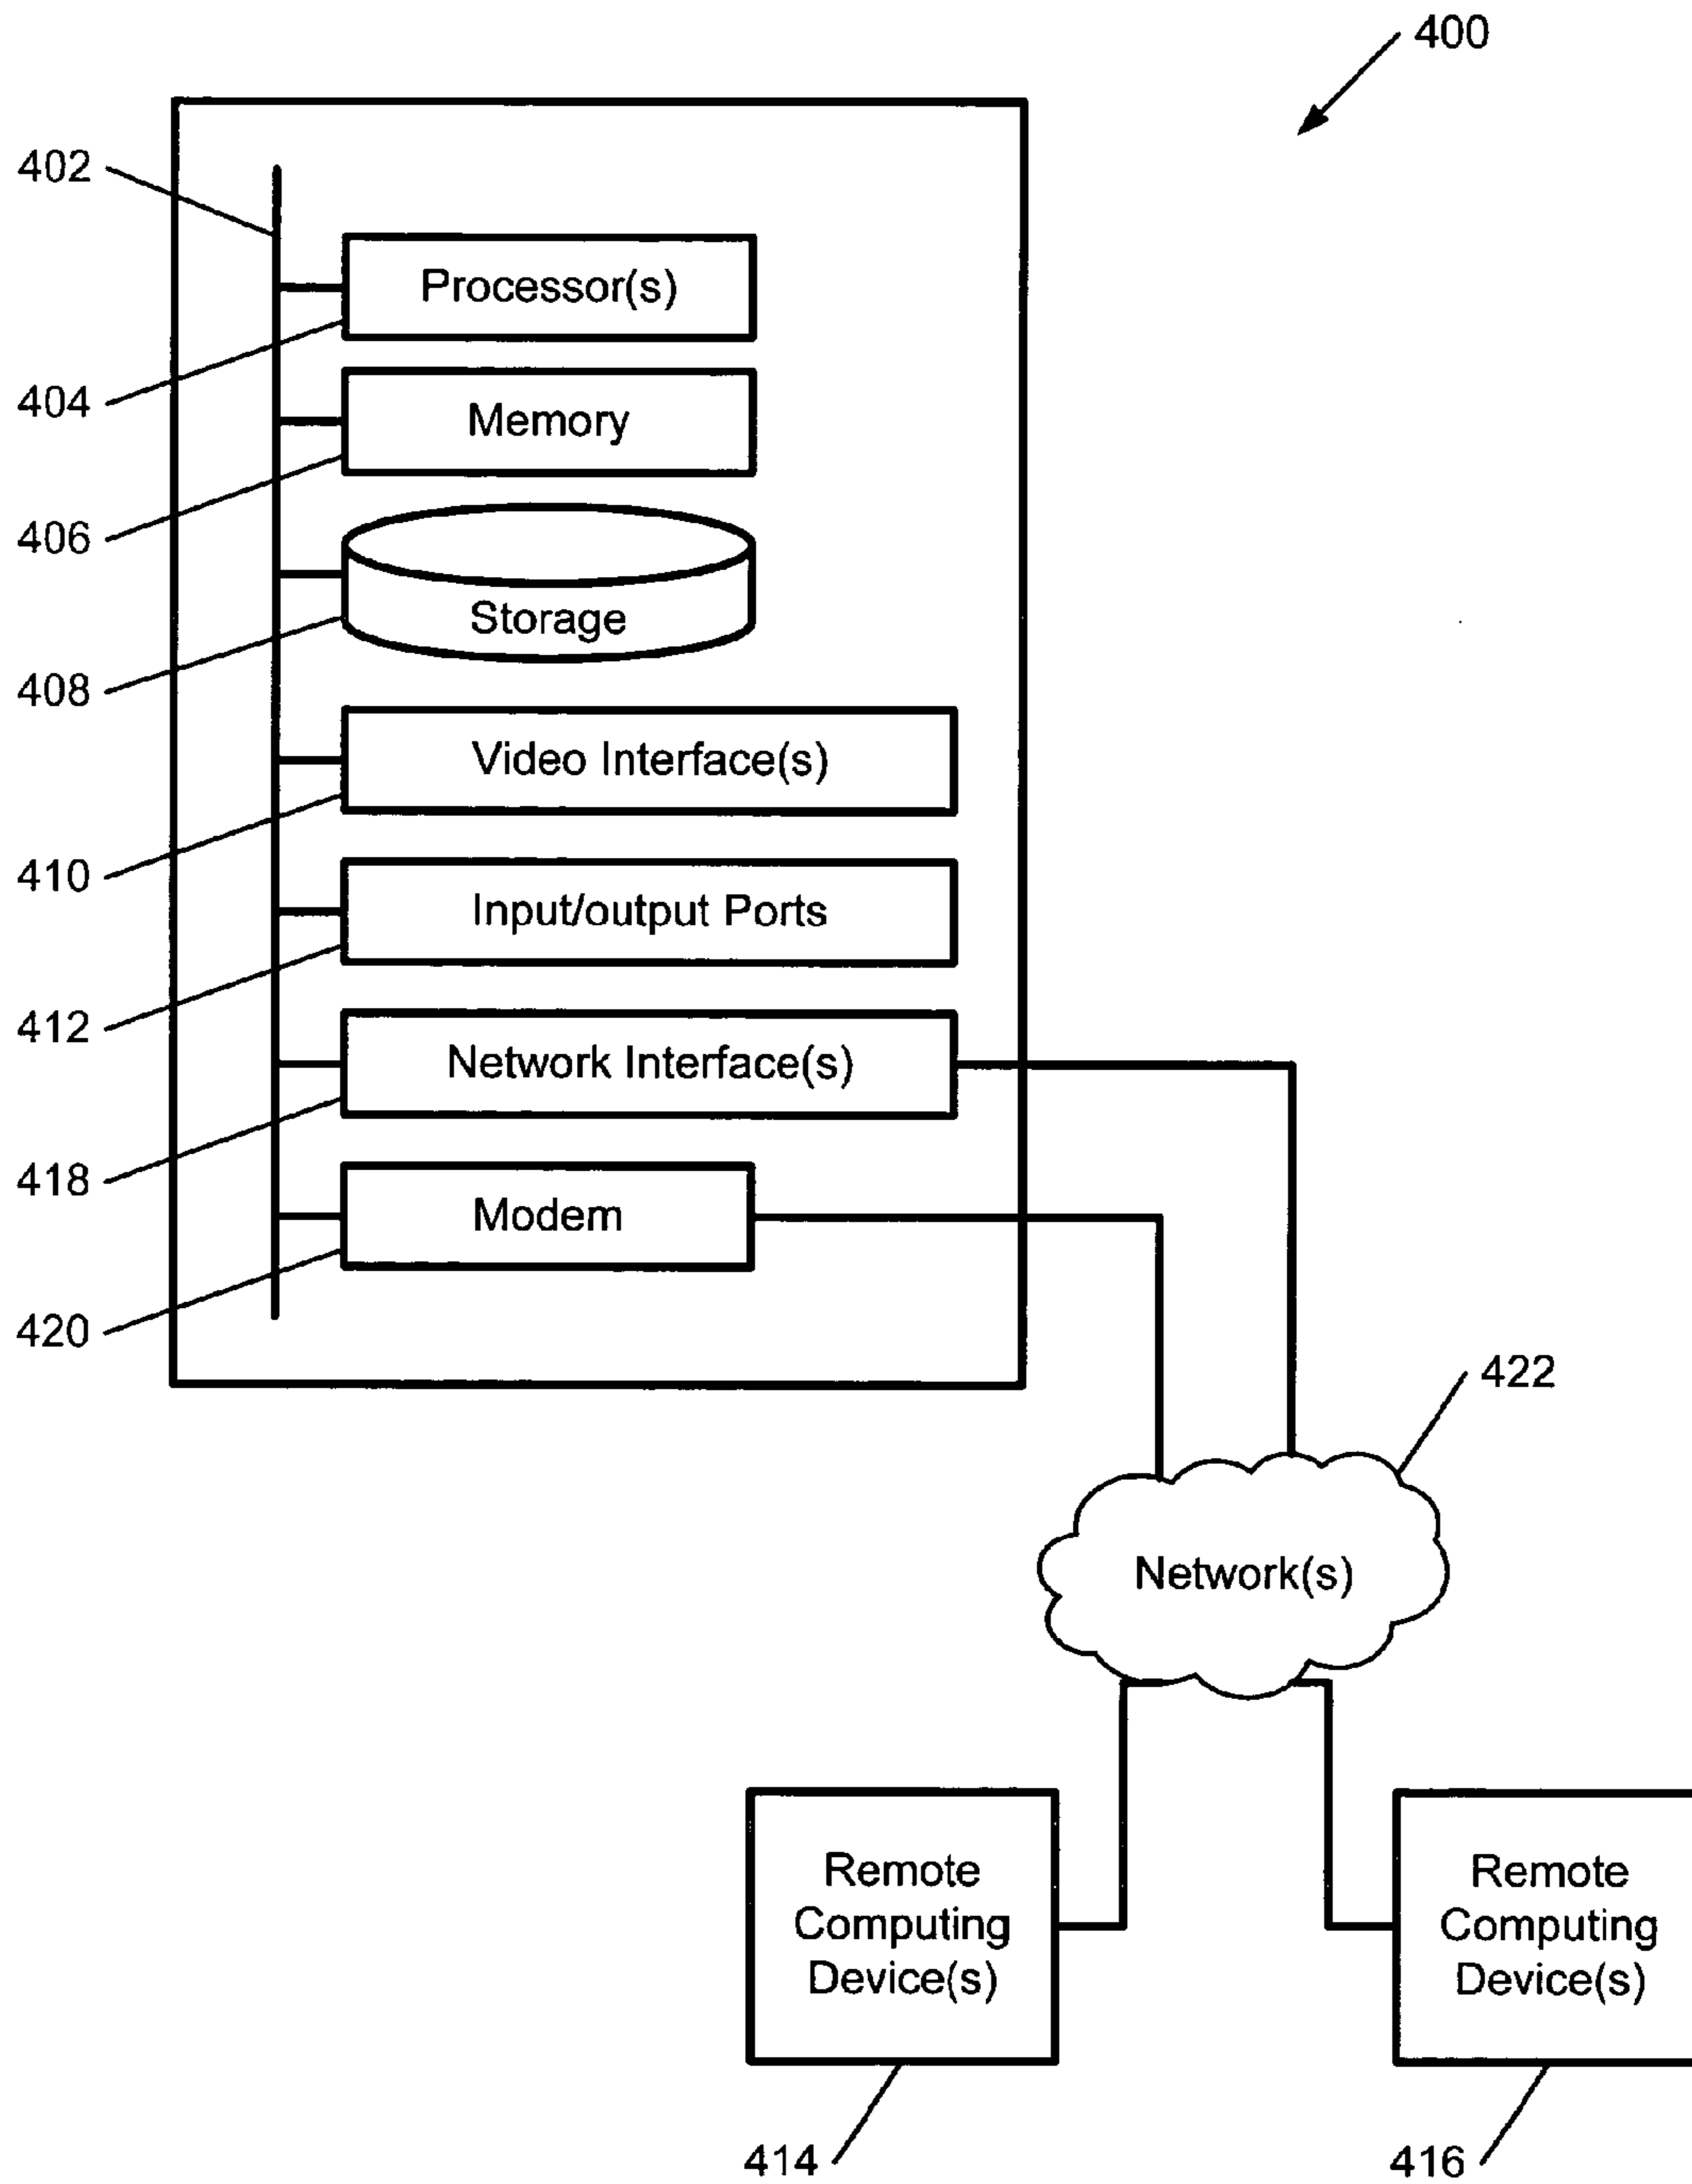 400
402
Processor(s)
404
Memory
406
Storage
408
Video Interface(s)
410
Input/output Ports
412
Network Interface(s)
418
Modem
420
422
Network(s)
Remote
Computing
Device(s)
Remote
Computing
Device(s)
414
416